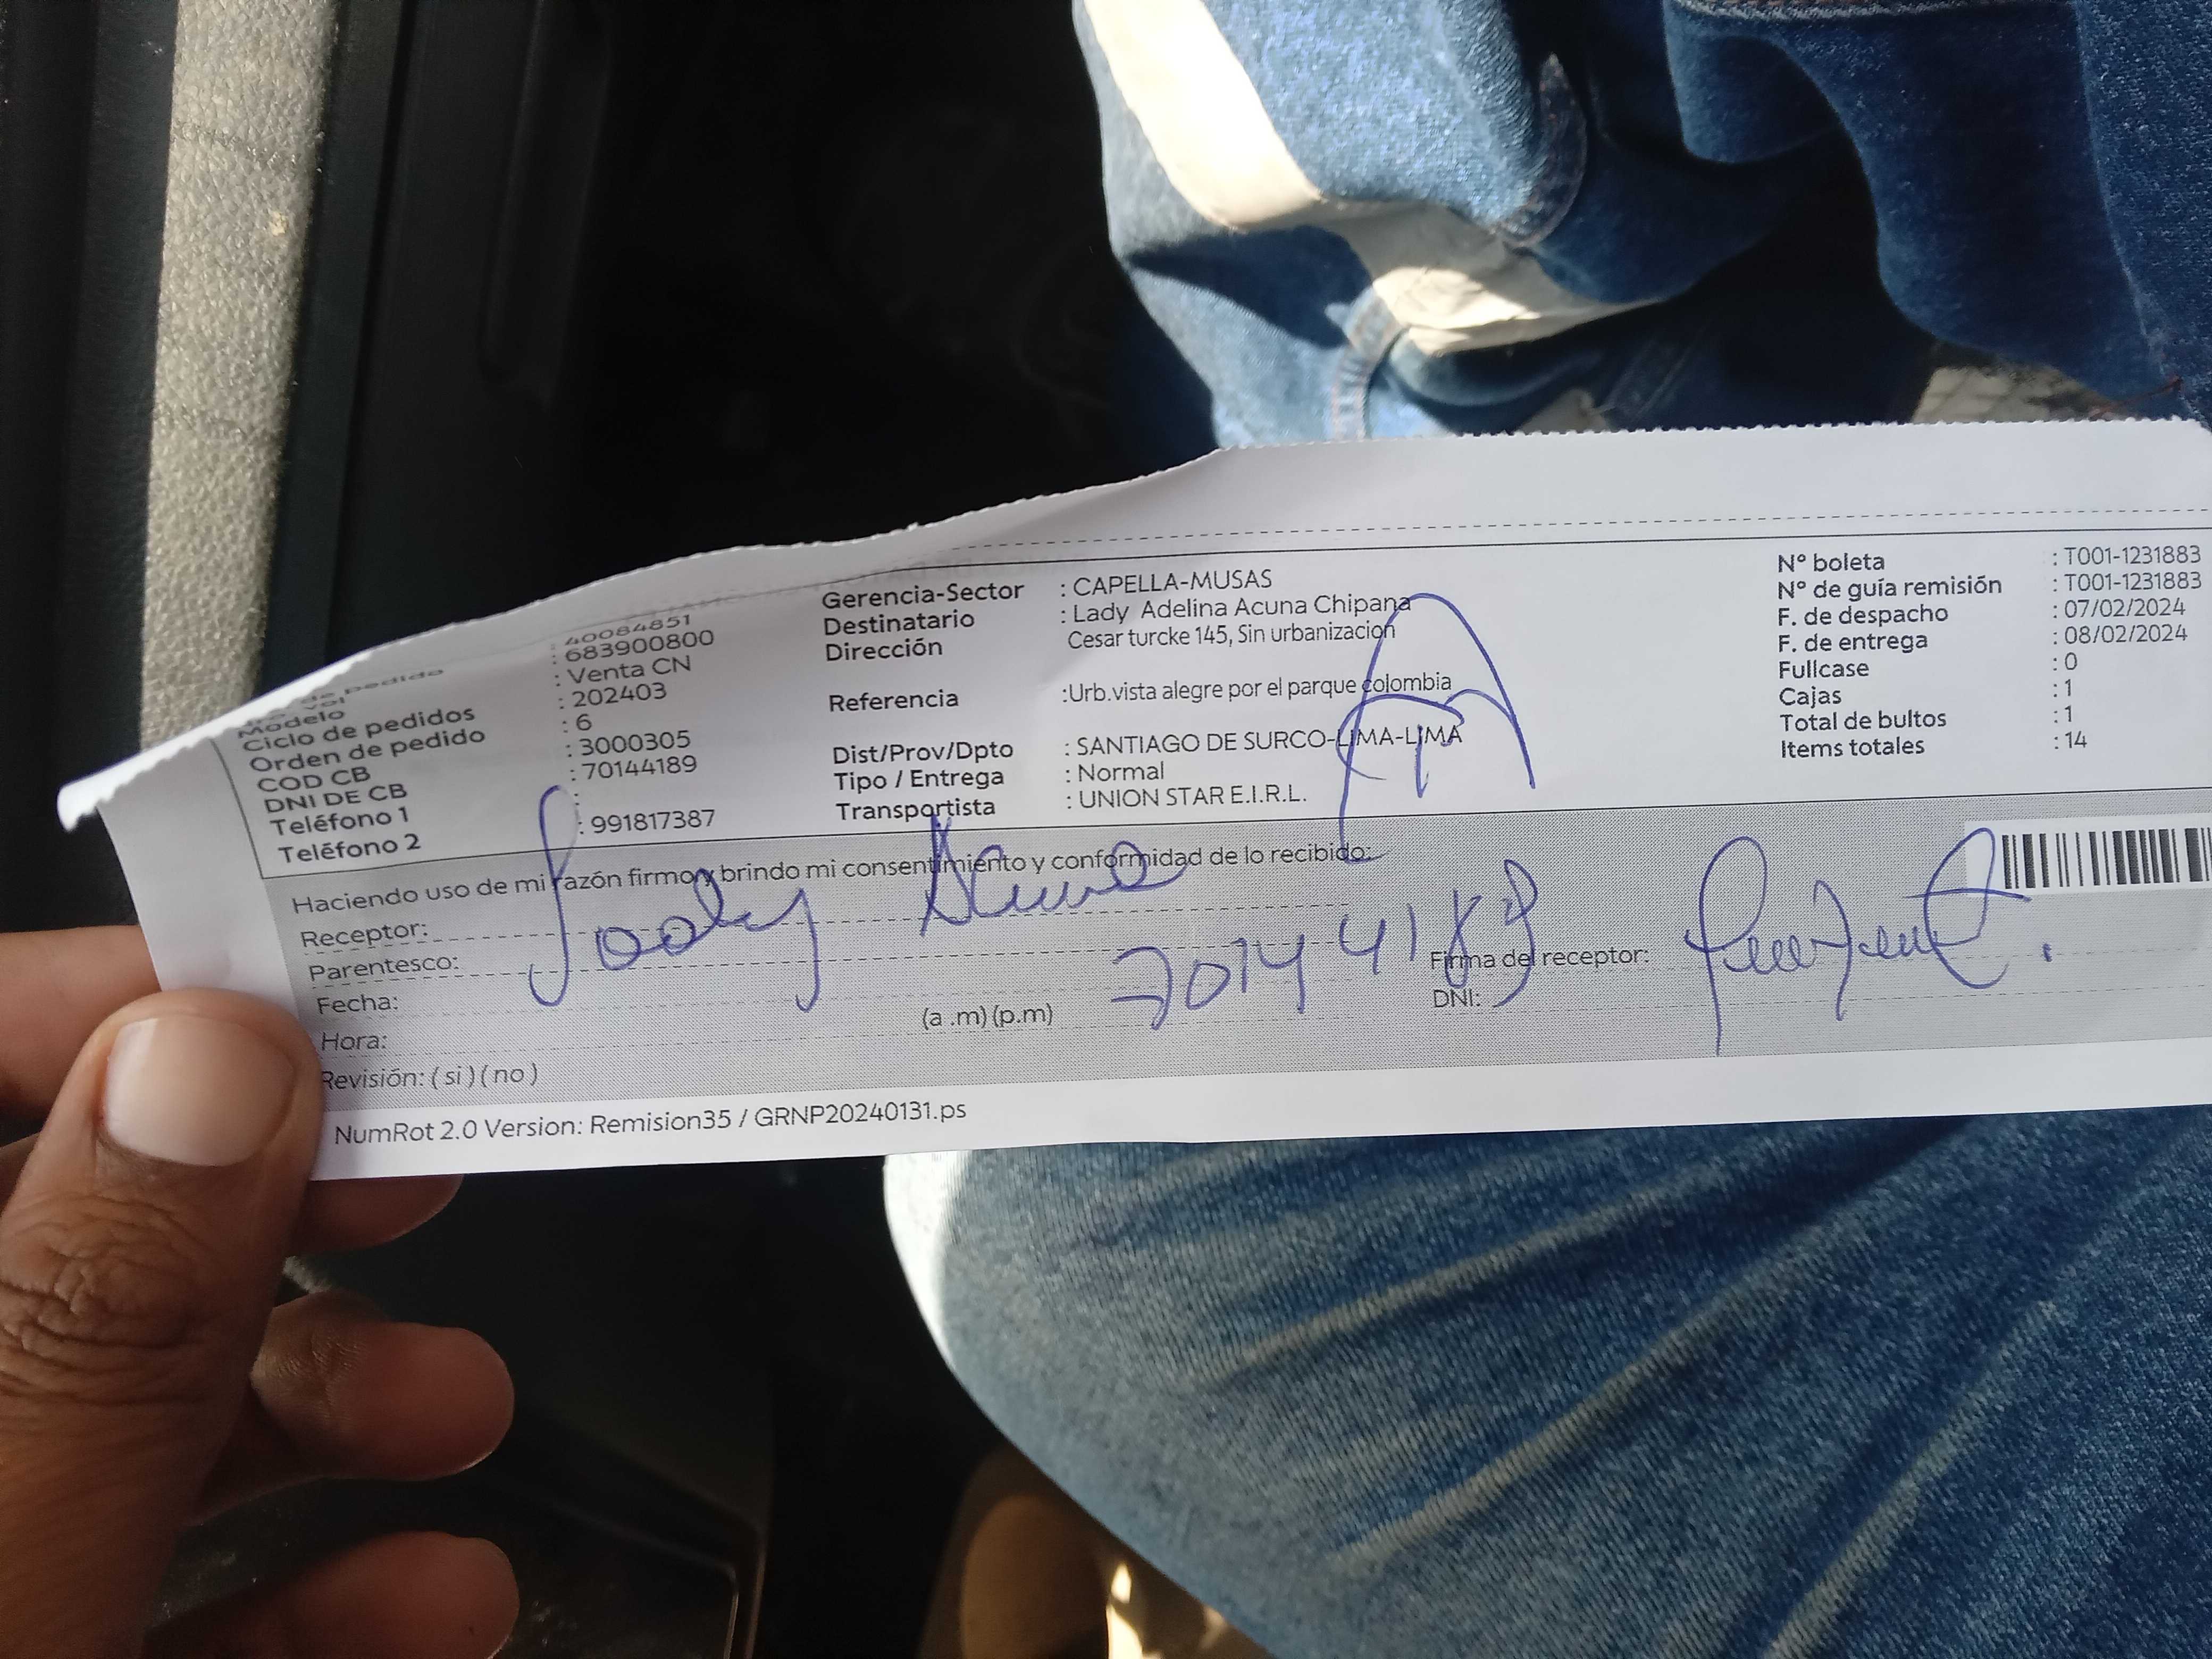 de pedido : 40084851
: 683900800
Modelo : Venta CN
Ciclo de pedidos : 202403
Orden de pedido : 6
COD CB : 3000305
DNI DE CB : 70144189
Teléfono 1 :
Teléfono 2 : 991817387
Gerencia-Sector : CAPELLA-MUSAS
Destinatario : Lady Adelina Acuna Chipana
Dirección Cesar turcke 145, Sin urbanizacion
Referencia :Urb.vista alegre por el parque colombia
Dist/Prov/Dpto : SANTIAGO DE SURCO-LIMA-LIMA
Tipo / Entrega : Normal
Transportista : UNION STAR E.I.R.L.
Nº boleta : T001-1231883
Nº de guía remisión : T001-1231883
F. de despacho : 07/02/2024
F. de entrega : 08/02/2024
Fullcase : 0
Cajas : 1
Total de bultos : 1
Items totales : 14
Haciendo uso de mi razón firmo y brindo mi consentimiento y conformidad de lo recibido:
Receptor: Lady Acuna
Parentesco:
Fecha: 70144189
Hora: (a .m) (p.m)
Revisión: ( si ) ( no )
Firma del receptor:
DNI:
NumRot 2.0 Version: Remision35 / GRNP20240131.ps